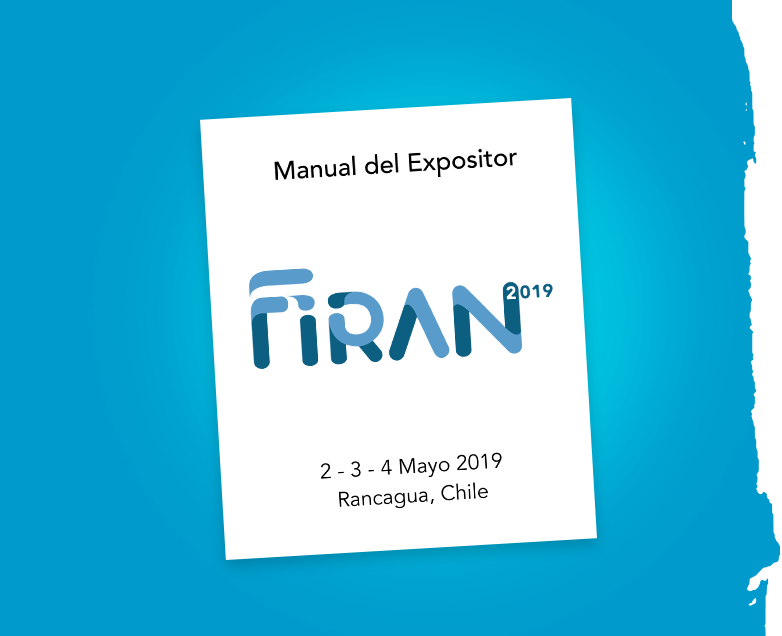 Manual del Expositor
FIRAN 2019
2 - 3 - 4 Mayo 2019
Rancagua, Chile